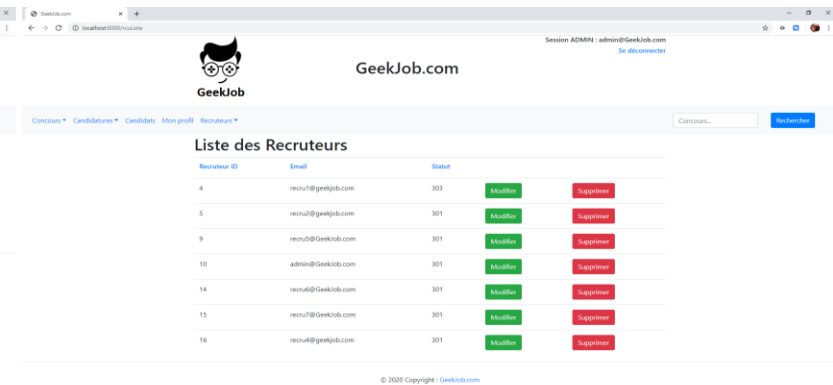 GeekJob.com
localhost:8080/rcuListe
Session ADMIN : admin@GeekJob.com
Se déconnecter
GeekJob
GeekJob.com
Concours Candidatures Candidats Mon profil Recruteurs
Concours... Rechercher
Liste des Recruteurs
Recruteur ID Email Statut
4 recru1@geekjob.com 303 Modifier Supprimer
5 recru2@geekjob.com 301 Modifier Supprimer
9 recru5@GeekJob.com 301 Modifier Supprimer
10 admin@GeekJob.com 301 Modifier Supprimer
14 recru6@GeekJob.com 301 Modifier Supprimer
15 recru7@GeekJob.com 301 Modifier Supprimer
16 recru4@geekjob.com 301 Modifier Supprimer
© 2020 Copyright : GeekJob.com